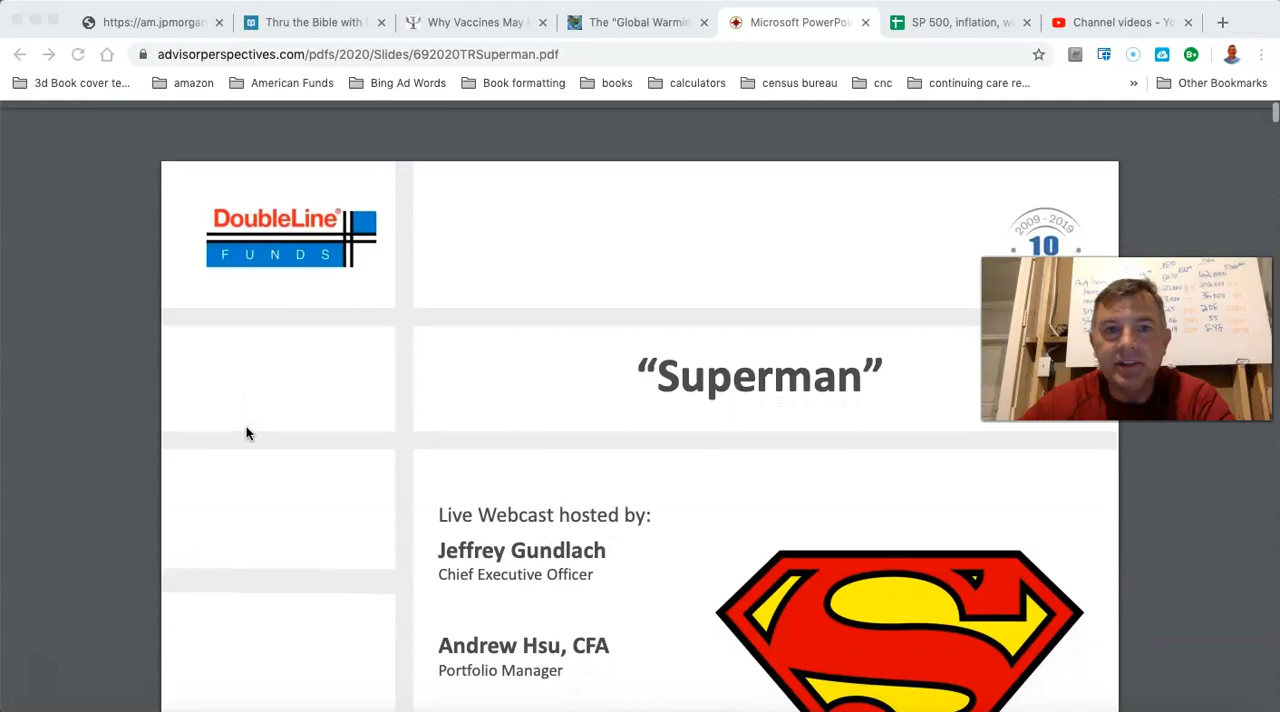 https://am.jpmorgan
Thru the Bible with
Why Vaccines May
The "Global Warmin
Microsoft PowerPo
SP 500, inflation, w
Channel videos - Yo
advisorperspectives.com/pdfs/2020/Slides/692020TRSuperman.pdf
3d Book cover te...
amazon
American Funds
Bing Ad Words
Book formatting
books
calculators
census bureau
cnc
continuing care re...
»
Other Bookmarks
DoubleLine®
FUNDS
2009 - 2019
10
“Superman”
Live Webcast hosted by:
Jeffrey Gundlach
Chief Executive Officer
Andrew Hsu, CFA
Portfolio Manager
S